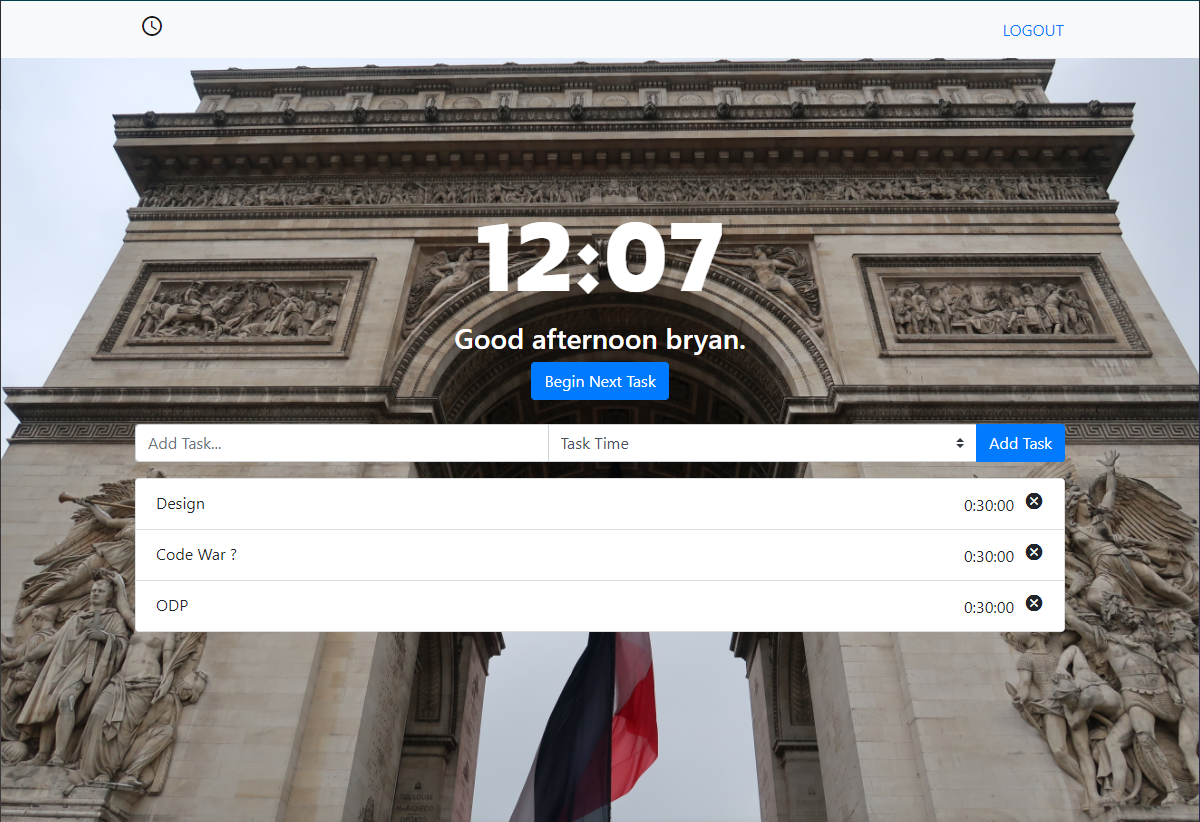 LOGOUT
12:07
Good afternoon bryan.
Begin Next Task
Add Task... Task Time Add Task
Design 0:30:00
Code War ? 0:30:00
ODP 0:30:00
TOULOUSE